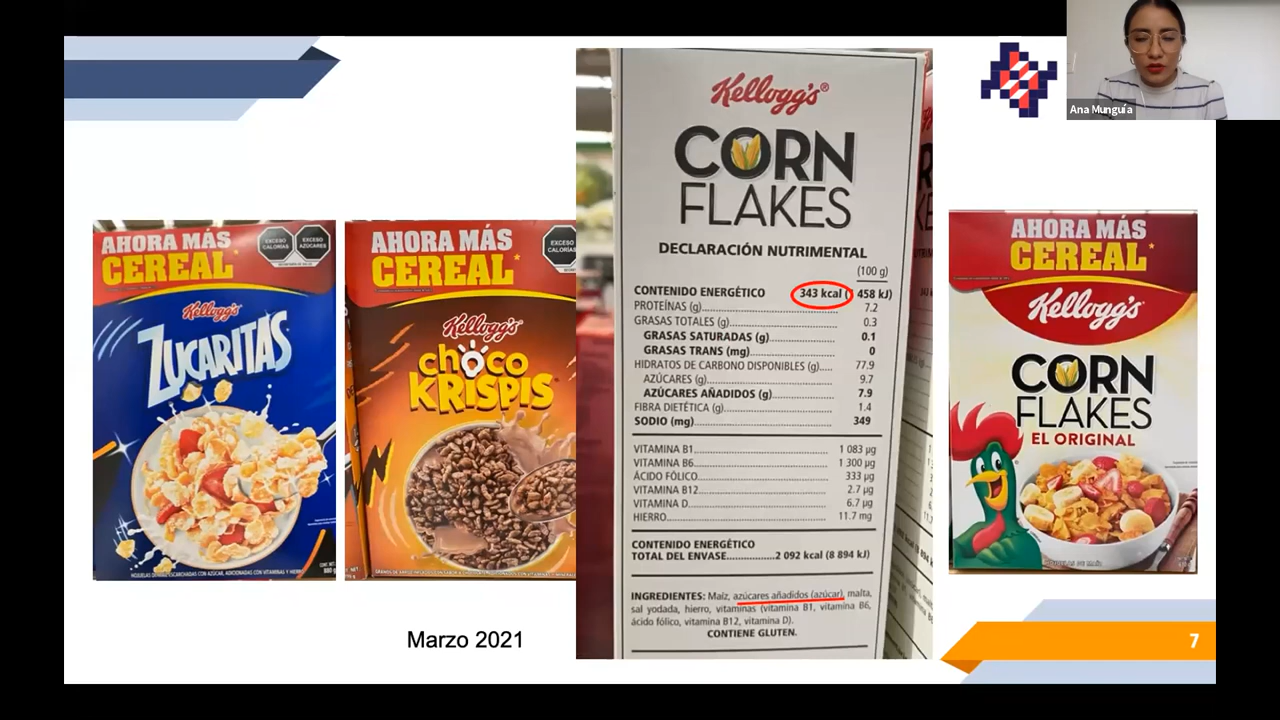 Ana Munguía
AHORA MÁS
CEREAL*
EXCESO
CALORÍAS
EXCESO
AZÚCARES
SECRETARÍA DE SALUD
Kellogg's
ZUCARITAS
AHORA MÁS
CEREAL*
EXCESO
CALORÍAS
Kellogg's
choco
KRISPIS
Kellogg's®
CORN
FLAKES
DECLARACIÓN NUTRIMENTAL
(100 g)
CONTENIDO ENERGÉTICO 343 kcal ( 458 kJ)
PROTEÍNAS (g) 7.2
GRASAS TOTALES (g) 0.3
GRASAS SATURADAS (g) 0.1
GRASAS TRANS (mg) 0
HIDRATOS DE CARBONO DISPONIBLES (g) 77.9
AZÚCARES (g) 9.7
AZÚCARES AÑADIDOS (g) 7.9
FIBRA DIETÉTICA (g) 1.4
SODIO (mg) 349
VITAMINA B1 1 083 µg
VITAMINA B6 1 300 µg
ÁCIDO FÓLICO 333 µg
VITAMINA B12 2.7 µg
VITAMINA D 6.7 µg
HIERRO 11.7 mg
CONTENIDO ENERGÉTICO
TOTAL DEL ENVASE 2 092 kcal (8 894 kJ)
INGREDIENTES: Maíz, azúcares añadidos (azúcar), malta,
sal yodada, hierro, vitaminas (vitamina B1, vitamina B6,
ácido fólico, vitamina B12, vitamina D).
CONTIENE GLUTEN.
AHORA MÁS
CEREAL*
Kellogg's
CORN
FLAKES
EL ORIGINAL
Marzo 2021
7